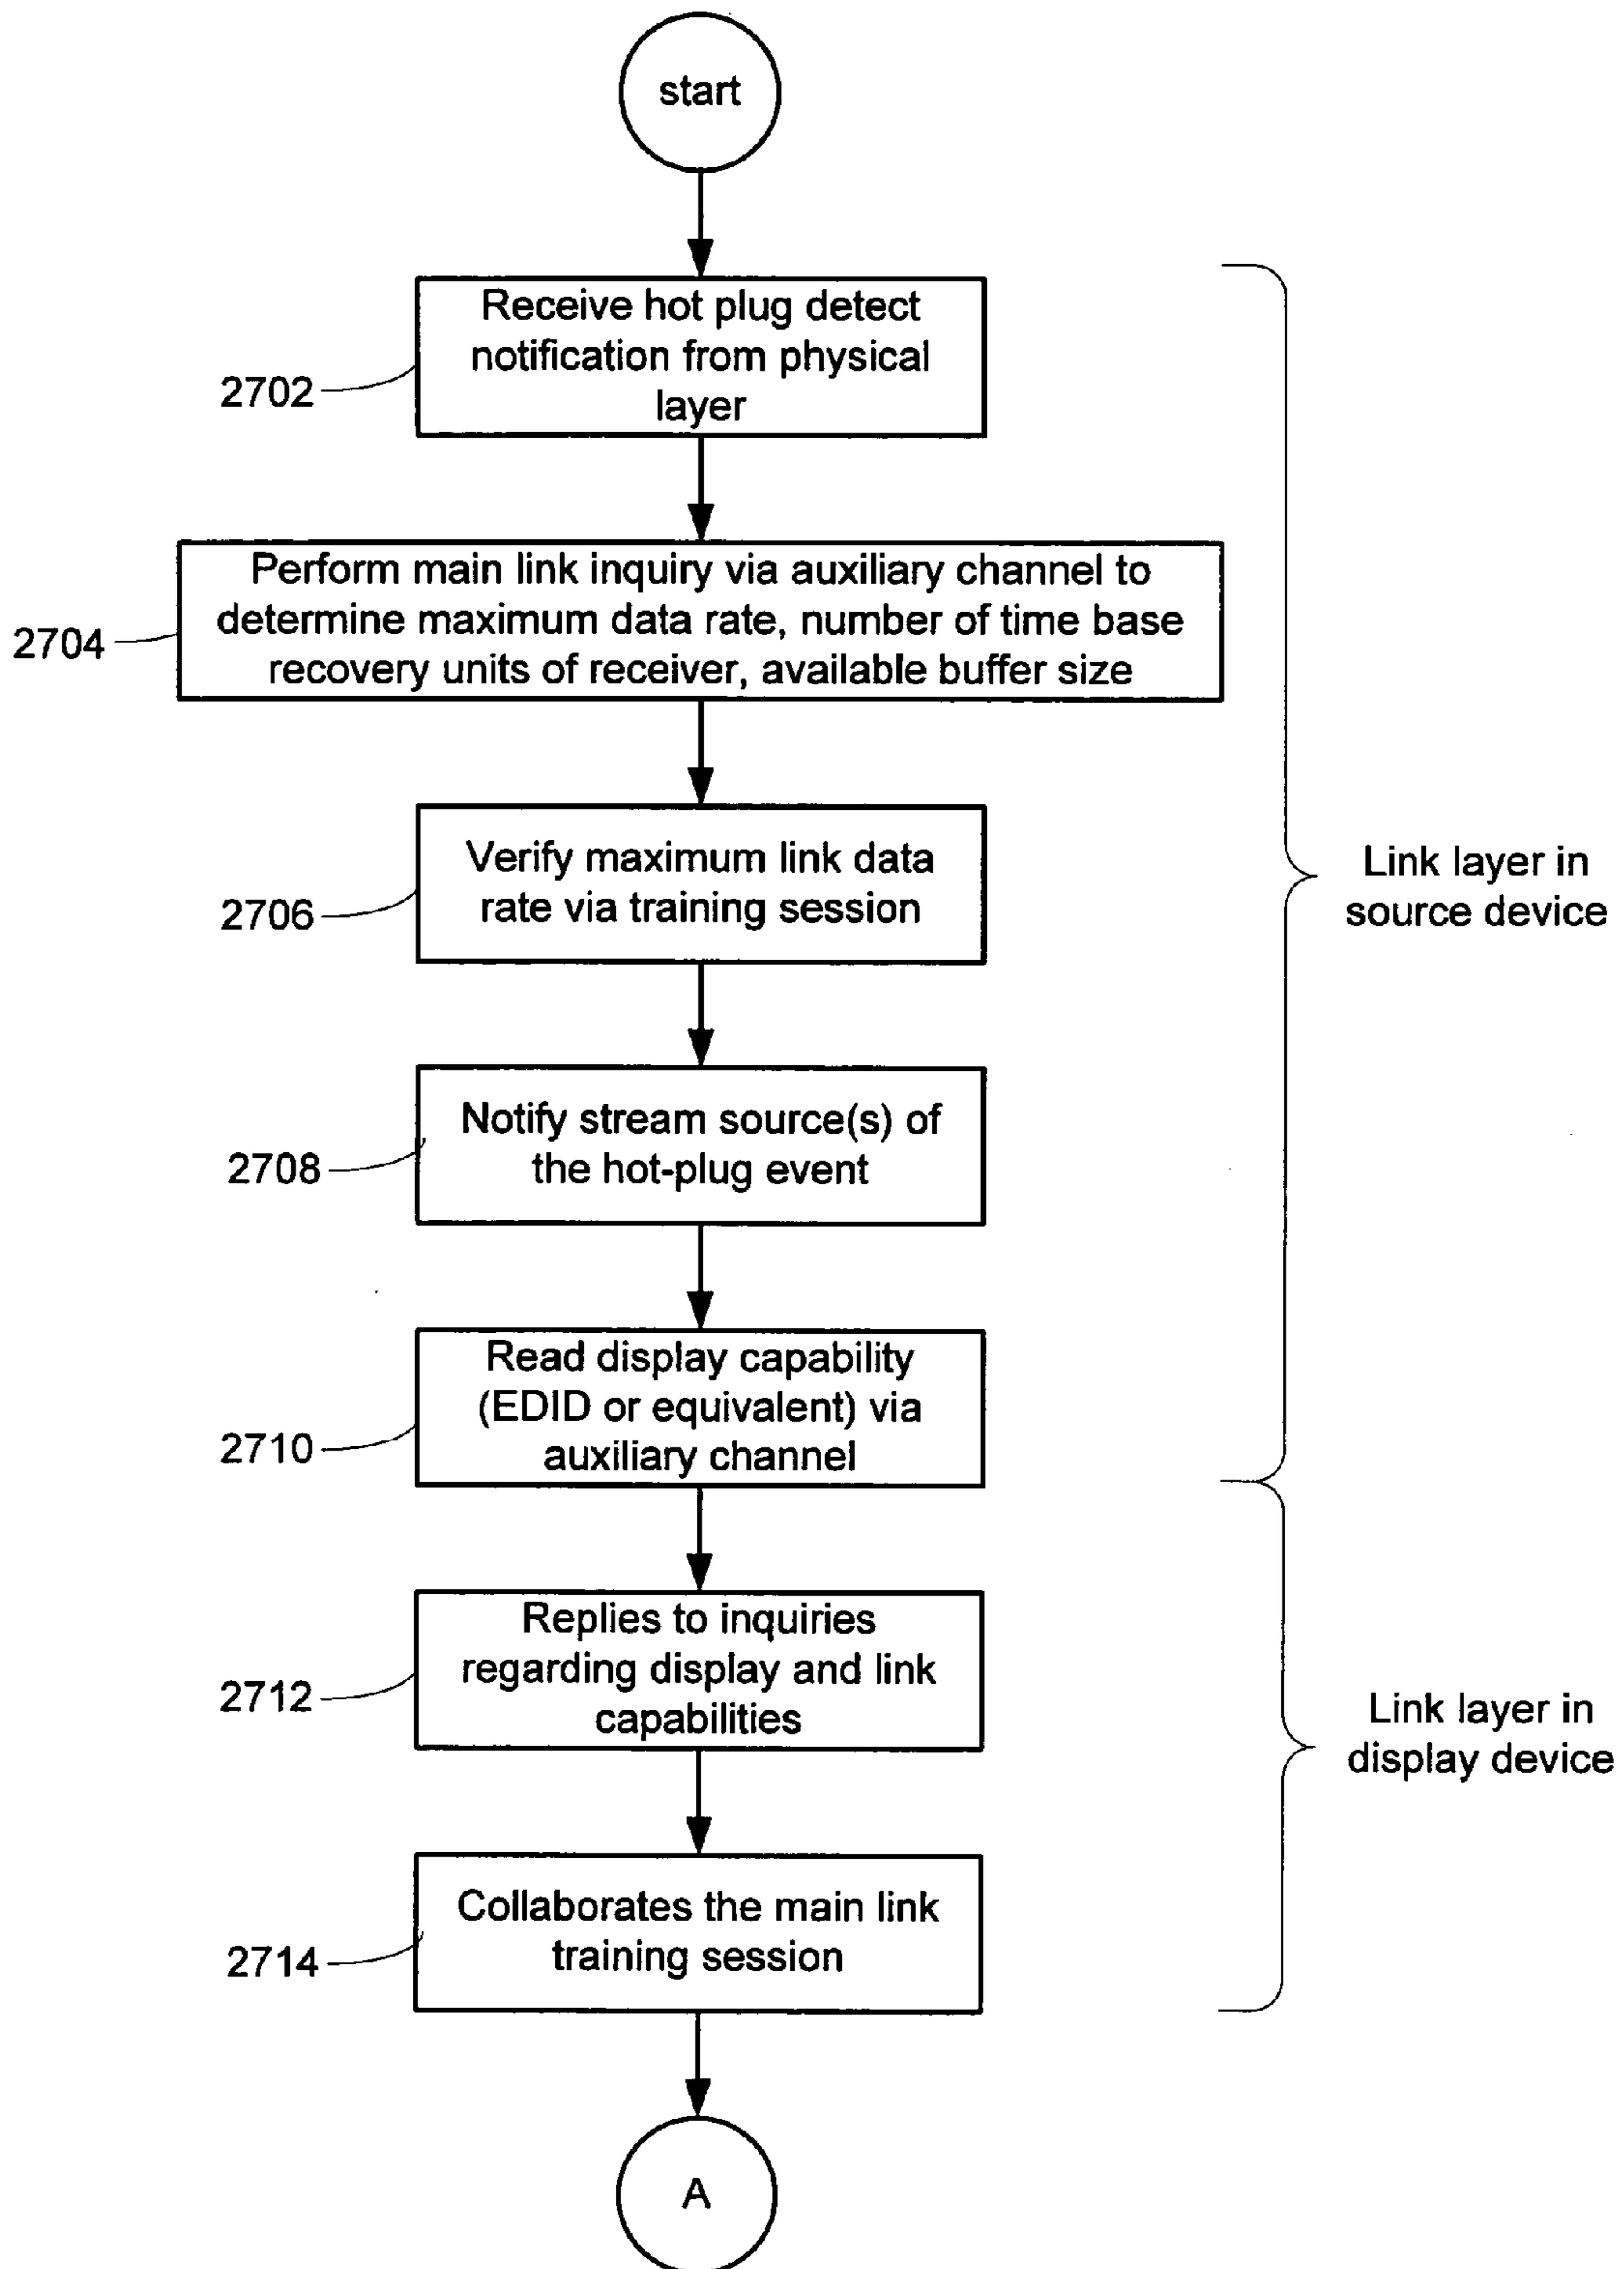 start
Receive hot plug detect
notification from physical
layer
2702
Perform main link inquiry via auxiliary channel to
determine maximum data rate, number of time base
recovery units of receiver, available buffer size
2704
Verify maximum link data
rate via training session
2706
Link layer in
source device
Notify stream source(s) of
the hot-plug event
2708
Read display capability
(EDID or equivalent) via
auxiliary channel
2710
Replies to inquiries
regarding display and link
capabilities
2712
Link layer in
display device
Collaborates the main link
training session
2714
A